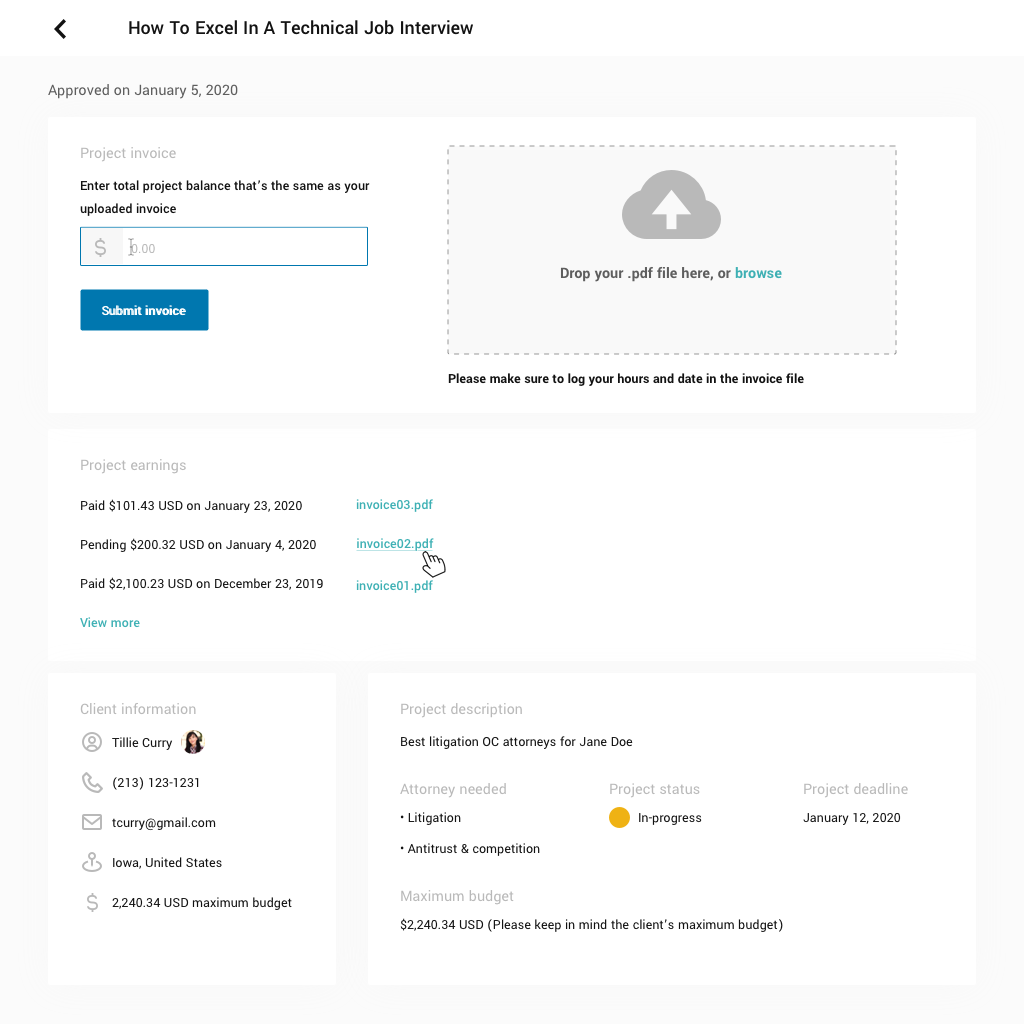 How To Excel In A Technical Job Interview
Approved on January 5, 2020
Project invoice
Enter total project balance that's the same as your
uploaded invoice
$ 0.00
Submit invoice
Drop your .pdf file here, or browse
Please make sure to log your hours and date in the invoice file
Project earnings
Paid $101.43 USD on January 23, 2020 invoice03.pdf
Pending $200.32 USD on January 4, 2020 invoice02.pdf
Paid $2,100.23 USD on December 23, 2019 invoice01.pdf
View more
Client information
Tillie Curry
(213) 123-1231
tcurry@gmail.com
Iowa, United States
$ 2,240.34 USD maximum budget
Project description
Best litigation OC attorneys for Jane Doe
Attorney needed
• Litigation
• Antitrust & competition
Project status
In-progress
Project deadline
January 12, 2020
Maximum budget
$2,240.34 USD (Please keep in mind the client's maximum budget)